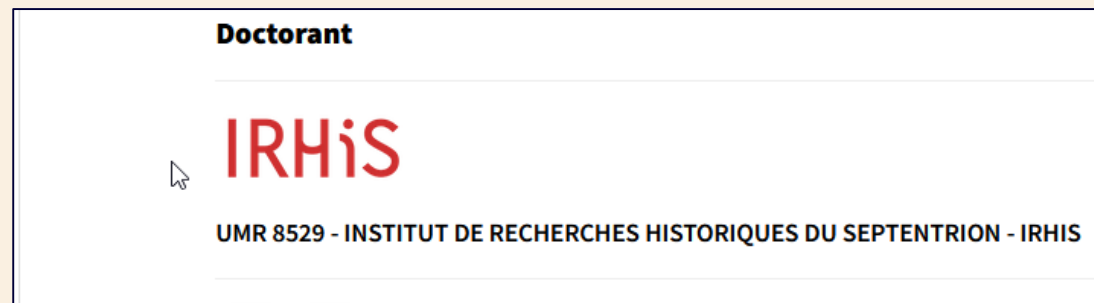 Doctorant
IRHiS
UMR 8529 - INSTITUT DE RECHERCHES HISTORIQUES DU SEPTENTRION - IRHIS